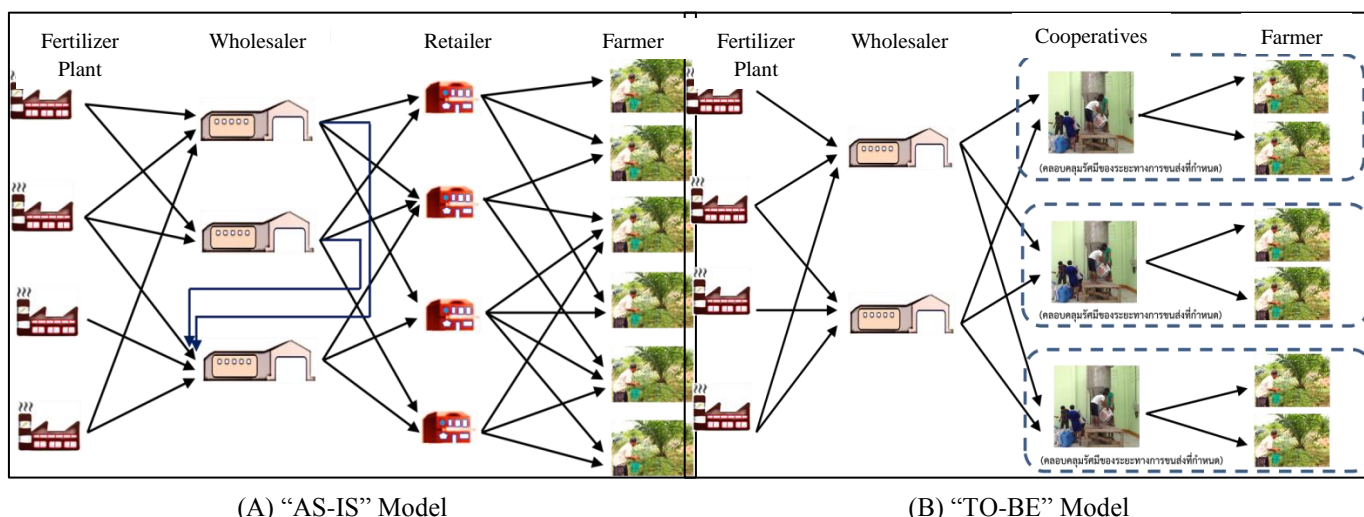 Fertilizer
Plant
Wholesaler
Retailer
Farmer
Fertilizer
Plant
Wholesaler
Cooperatives
Farmer
(คลอบคลุมรัศมีของระยะทางการขนส่งที่กำหนด)
(คลอบคลุมรัศมีของระยะทางการขนส่งที่กำหนด)
(คลอบคลุมรัศมีของระยะทางการขนส่งที่กำหนด)
(A) “AS-IS” Model
(B) “TO-BE” Model